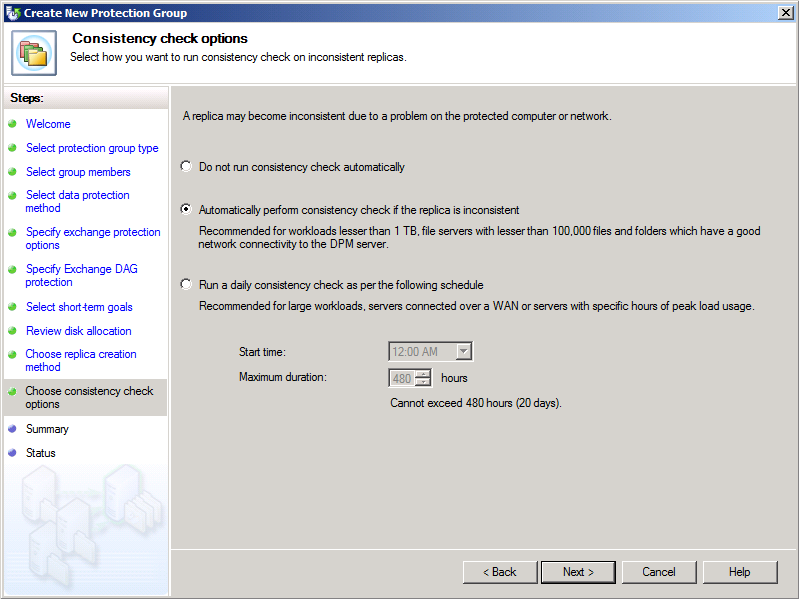 Create New Protection Group
Consistency check options
Select how you want to run consistency check on inconsistent replicas.
Steps:
Welcome
Select protection group type
Select group members
Select data protection
method
Specify exchange protection
options
Specify Exchange DAG
protection
Select short-term goals
Review disk allocation
Choose replica creation
method
Choose consistency check
options
Summary
Status
A replica may become inconsistent due to a problem on the protected computer or network.
Do not run consistency check automatically
Automatically perform consistency check if the replica is inconsistent
Recommended for workloads lesser than 1 TB, file servers with lesser than 100,000 files and folders which have a good
network connectivity to the DPM server.
Run a daily consistency check as per the following schedule
Recommended for large workloads, servers connected over a WAN or servers with specific hours of peak load usage.
Start time: 12:00 AM
Maximum duration: 480 hours
Cannot exceed 480 hours (20 days).
< Back Next > Cancel Help